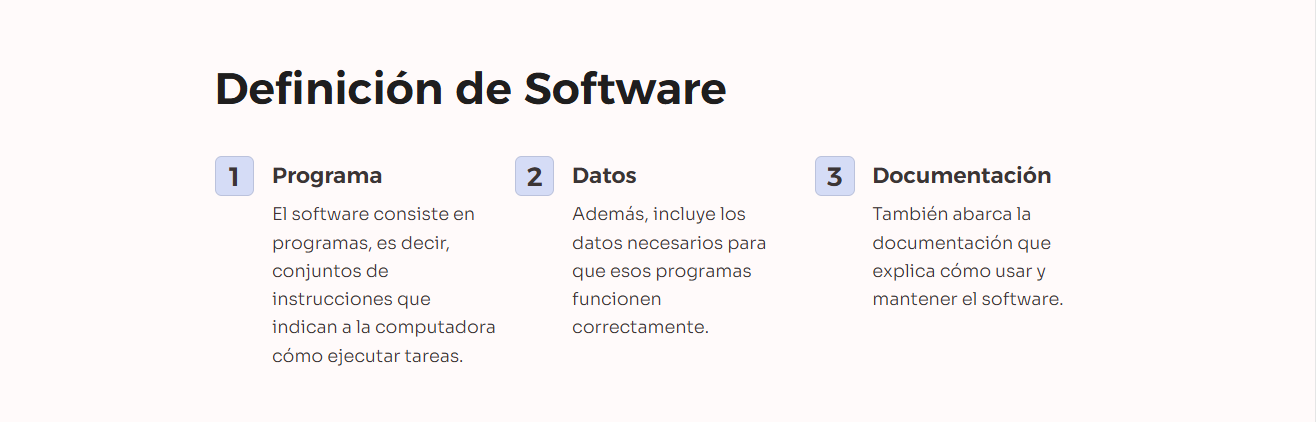 Definición de Software
1
Programa
El software consiste en
programas, es decir,
conjuntos de
instrucciones que
indican a la computadora
cómo ejecutar tareas.
2
Datos
Además, incluye los
datos necesarios para
que esos programas
funcionen
correctamente.
3
Documentación
También abarca la
documentación que
explica cómo usar y
mantener el software.